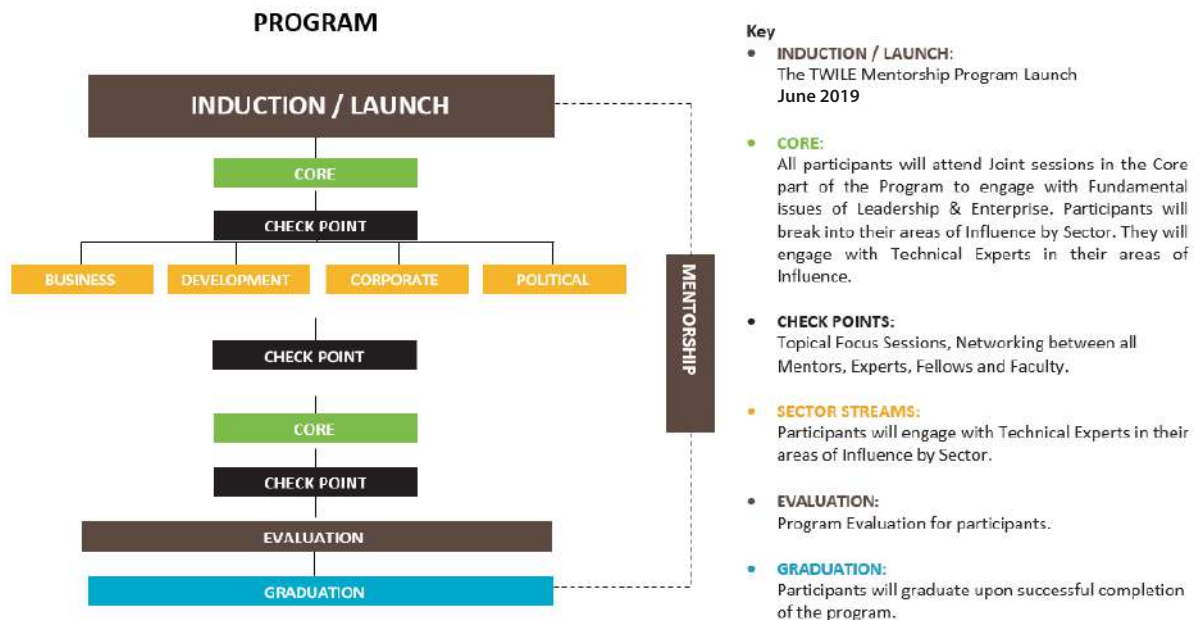 PROGRAM
INDUCTION / LAUNCH
CORE
CHECK POINT
BUSINESS
DEVELOPMENT
CORPORATE
POLITICAL
CHECK POINT
CORE
CHECK POINT
EVALUATION
GRADUATION
MENTORSHIP
Key
• INDUCTION / LAUNCH:
The TWILE Mentorship Program Launch
June 2019
• CORE:
All participants will attend Joint sessions in the Core
part of the Program to engage with Fundamental
issues of Leadership & Enterprise. Participants will
break into their areas of Influence by Sector. They will
engage with Technical Experts in their areas of
Influence.
• CHECK POINTS:
Topical Focus Sessions, Networking between all
Mentors, Experts, Fellows and Faculty.
• SECTOR STREAMS:
Participants will engage with Technical Experts in their
areas of Influence by Sector.
• EVALUATION:
Program Evaluation for participants.
• GRADUATION:
Participants will graduate upon successful completion
of the program.